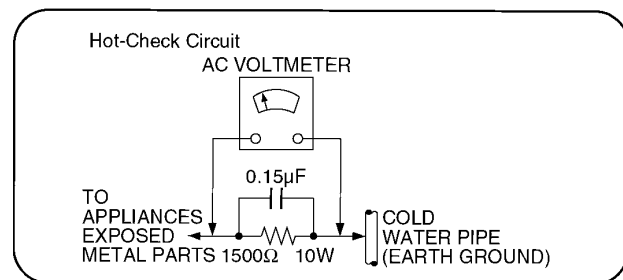 Hot-Check Circuit
AC VOLTMETER
0.15µF
TO
APPLIANCES
EXPOSED
METAL PARTS
1500Ω 10W
COLD
WATER PIPE
(EARTH GROUND)